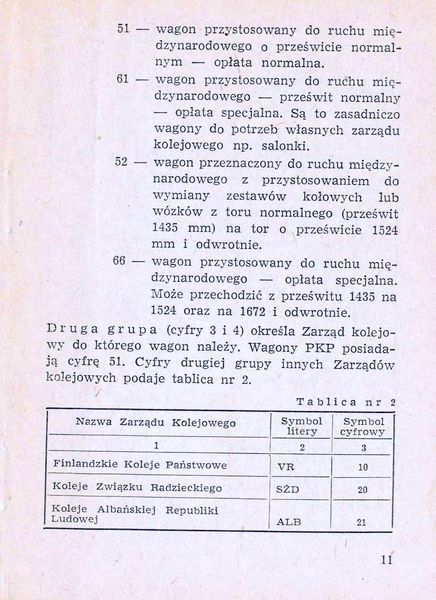 51 — wagon przystosowany do ruchu mię-
dzynarodowego o prześwicie normal-
nym — opłata normalna.
61 — wagon przystosowany do ruchu mię-
dzynarodowego — prześwit normalny
— opłata specjalna. Są to zasadniczo
wagony do potrzeb własnych zarządu
kolejowego np. salonki.
52 — wagon przeznaczony do ruchu między-
narodowego z przystosowaniem do
wymiany zestawów kołowych lub
wózków z toru normalnego (prześwit
1435 mm) na tor o prześwicie 1524
mm i odwrotnie.
66 — wagon przystosowany do ruchu mię-
dzynarodowego — opłata specjalna.
Może przechodzić z prześwitu 1435 na
1524 oraz na 1672 i odwrotnie.
Druga grupa (cyfry 3 i 4) określa Zarząd kolejo-
wy do którego wagon należy. Wagony PKP posiada-
ją cyfrę 51. Cyfry drugiej grupy innych Zarządów
kolejowych podaje tablica nr 2.
Tablica nr 2
Nazwa Zarządu Kolejowego Symbol litery Symbol cyfrowy
1 2 3
Finlandzkie Koleje Państwowe VR 10
Koleje Związku Radzieckiego SŻD 20
Koleje Albańskiej Republiki
Ludowej ALB 21
11